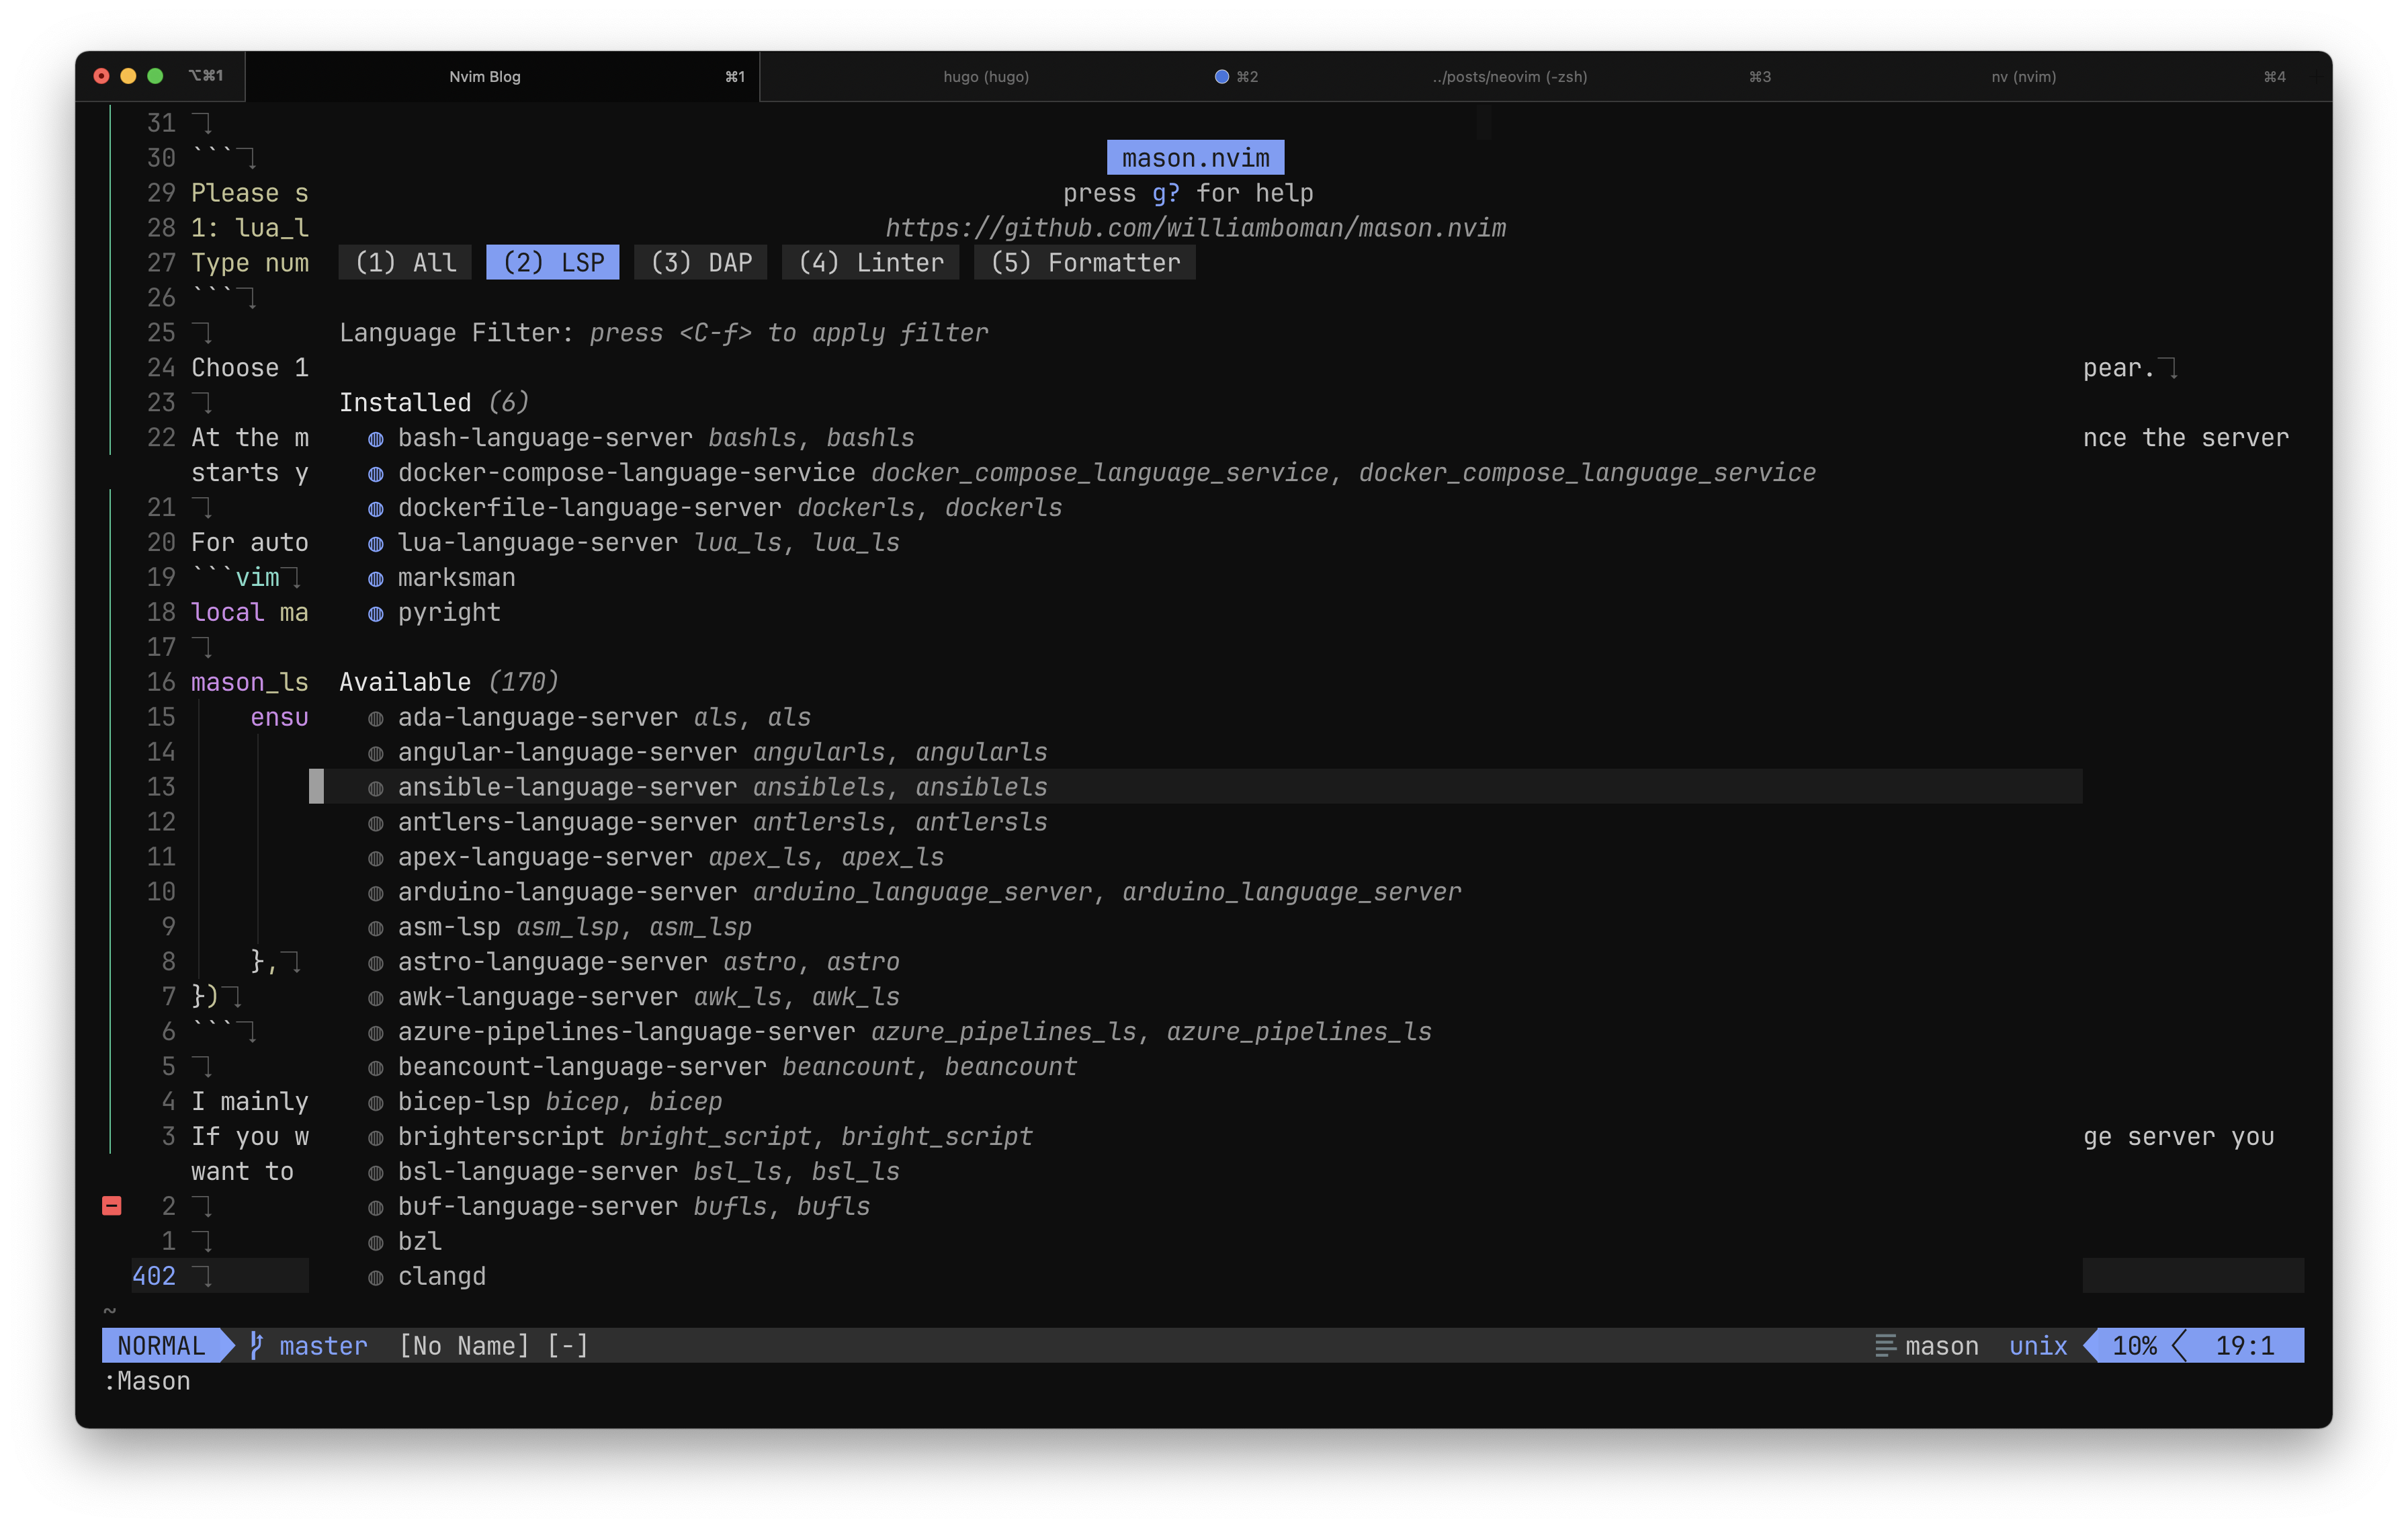 ⌥⌘1 Nvim Blog ⌘1 hugo (hugo) ⌘2 ../posts/neovim (-zsh) ⌘3 nv (nvim) ⌘4
31
30 ``` mason.nvim
29 Please s press g? for help
28 1: lua_l https://github.com/williamboman/mason.nvim
27 Type num (1) All (2) LSP (3) DAP (4) Linter (5) Formatter
26 ```
25 Language Filter: press <C-f> to apply filter
24 Choose 1 pear.
23 Installed (6)
22 At the m bash-language-server bashls, bashls nce the server
starts y docker-compose-language-service docker_compose_language_service, docker_compose_language_service
21 dockerfile-language-server dockerls, dockerls
20 For auto lua-language-server lua_ls, lua_ls
19 ```vim marksman
18 local ma pyright
17
16 mason_ls Available (170)
15 ensu ada-language-server als, als
14 angular-language-server angularls, angularls
13 ansible-language-server ansiblels, ansiblels
12 antlers-language-server antlersls, antlersls
11 apex-language-server apex_ls, apex_ls
10 arduino-language-server arduino_language_server, arduino_language_server
9 asm-lsp asm_lsp, asm_lsp
8 }, astro-language-server astro, astro
7 }) awk-language-server awk_ls, awk_ls
6 ``` azure-pipelines-language-server azure_pipelines_ls, azure_pipelines_ls
5 beancount-language-server beancount, beancount
4 I mainly bicep-lsp bicep, bicep
3 If you w brighterscript bright_script, bright_script ge server you
want to bsl-language-server bsl_ls, bsl_ls
2 buf-language-server bufls, bufls
1 bzl
402 clangd
~
NORMAL master [No Name] [-] mason unix 10% 19:1
:Mason